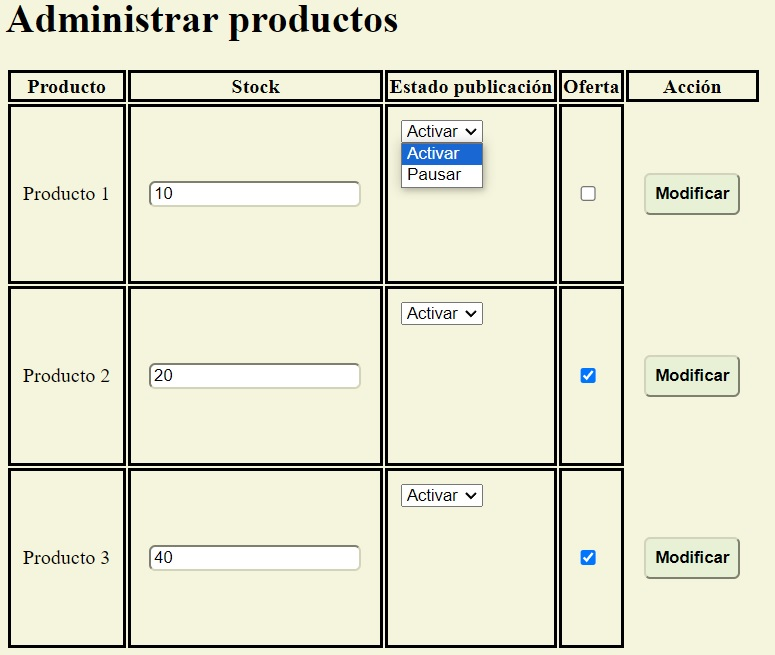 Administrar productos
Producto Stock Estado publicación Oferta Acción
Activar
Activar
Pausar
Producto 1 10 Modificar
Activar
Producto 2 20 Modificar
Activar
Producto 3 40 Modificar